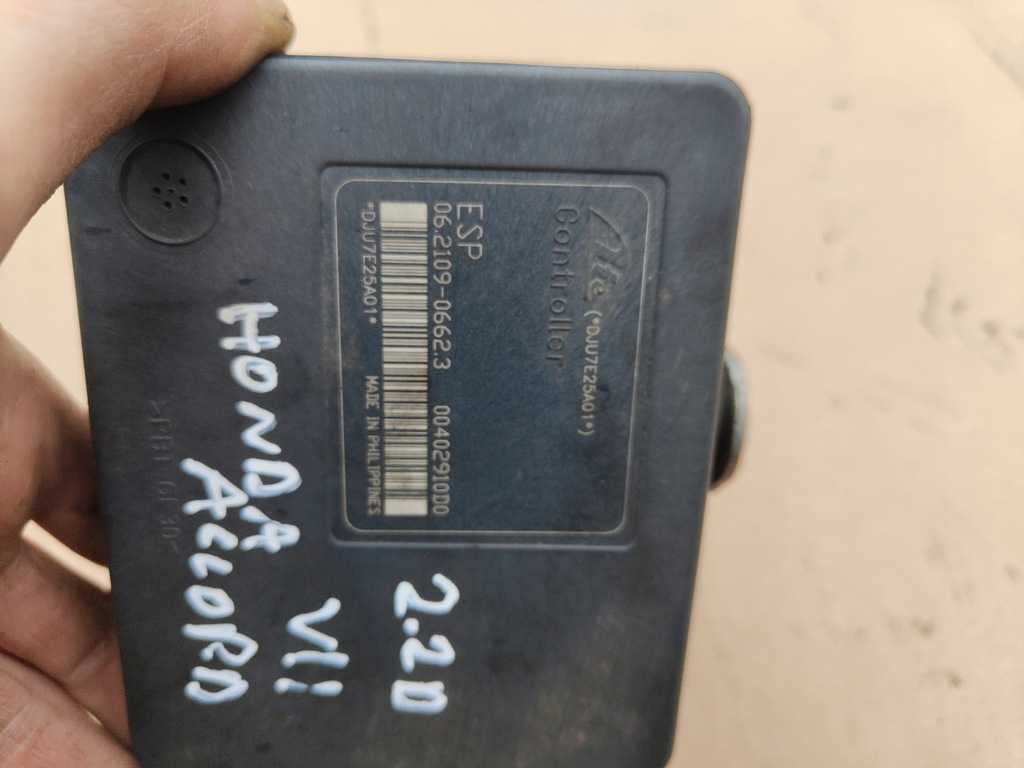 Ate (*DJU7E25A01*)
Controller
ESP
06.2109-0662.3 00402910D0
*DJU7E25A01* MADE IN PHILIPPINES
2.2D
HONDA VII
ACCORD